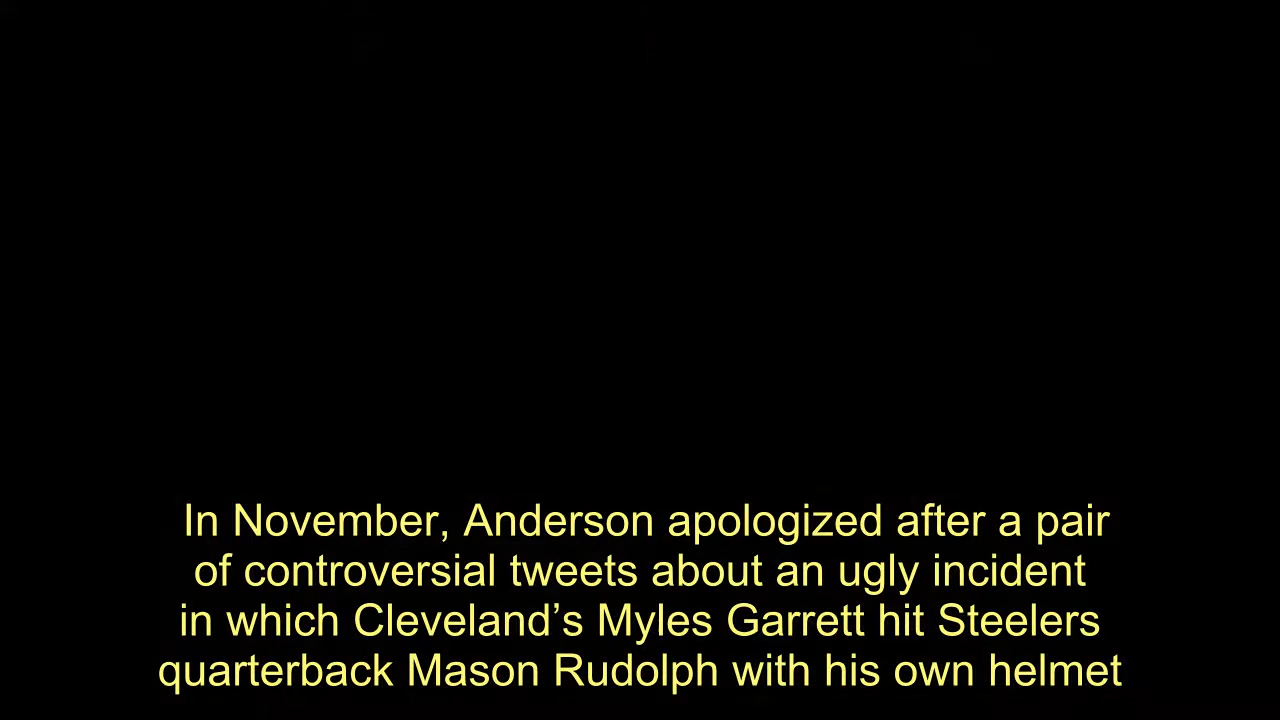 In November, Anderson apologized after a pair
of controversial tweets about an ugly incident
in which Cleveland’s Myles Garrett hit Steelers
quarterback Mason Rudolph with his own helmet